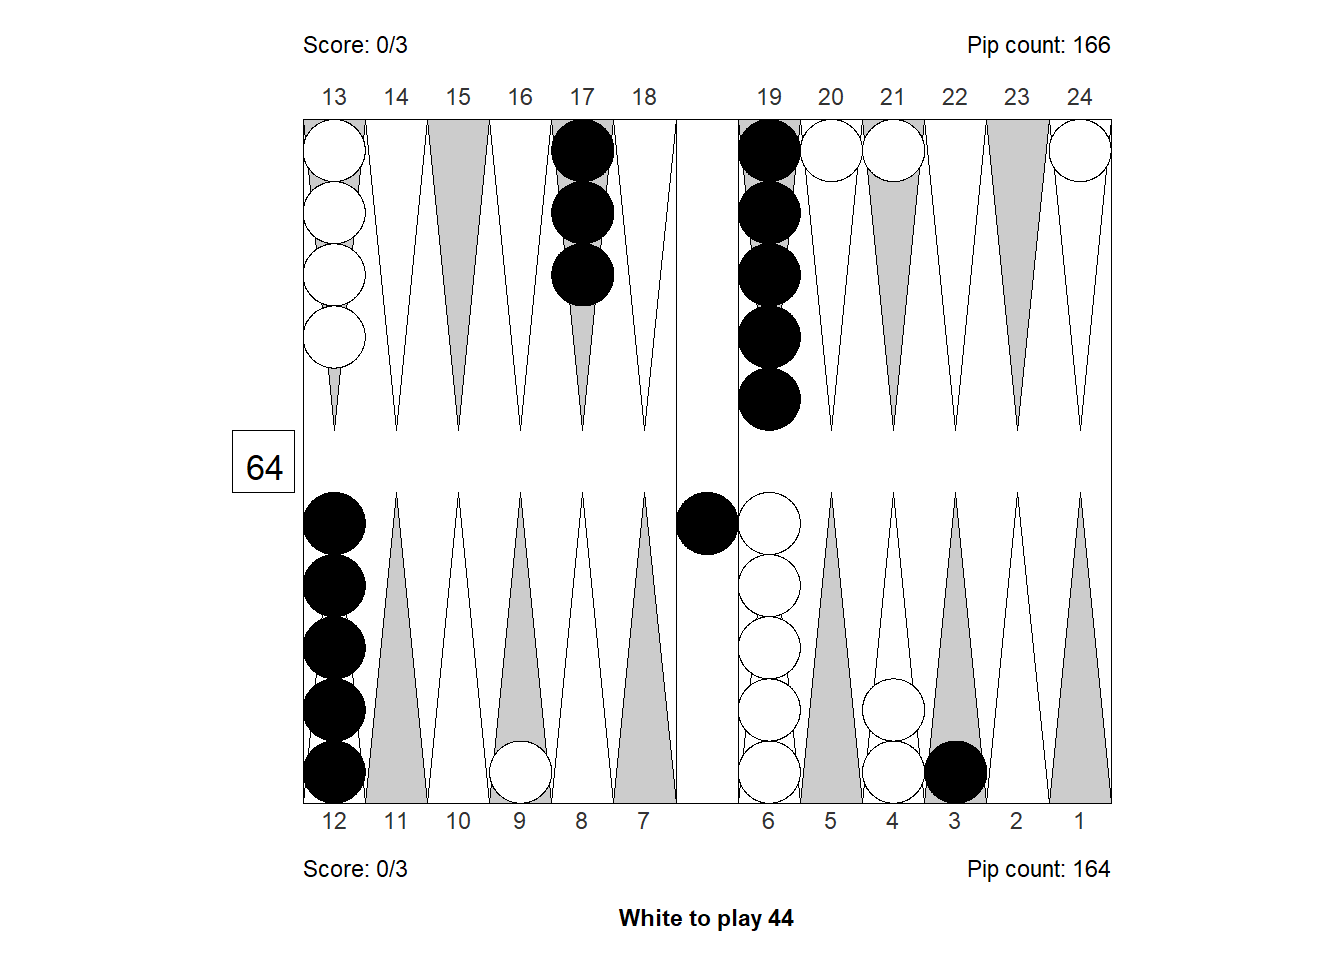 Score: 0/3 Pip count: 166
13 14 15 16 17 18 19 20 21 22 23 24
64
12 11 10 9 8 7 6 5 4 3 2 1
Score: 0/3 Pip count: 164
White to play 44